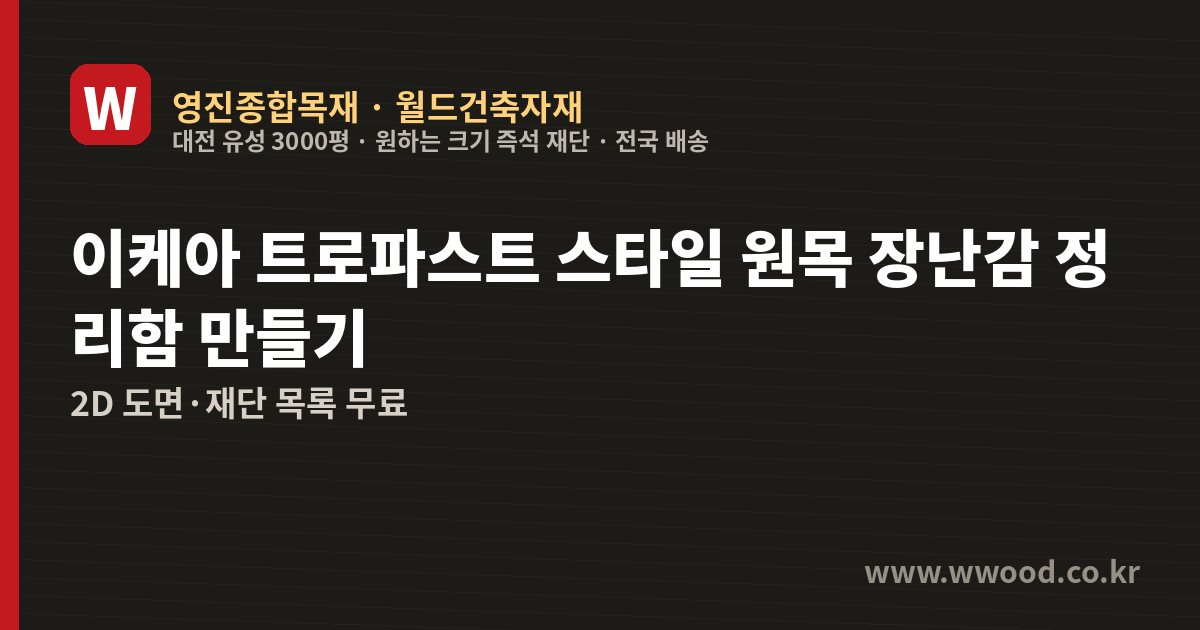 W
영진종합목재 · 월드건축자재
대전 유성 3000평 · 원하는 크기 즉석 재단 · 전국 배송
이케아 트로파스트 스타일 원목 장난감 정
리함 만들기
2D 도면·재단 목록 무료
www.wwood.co.kr